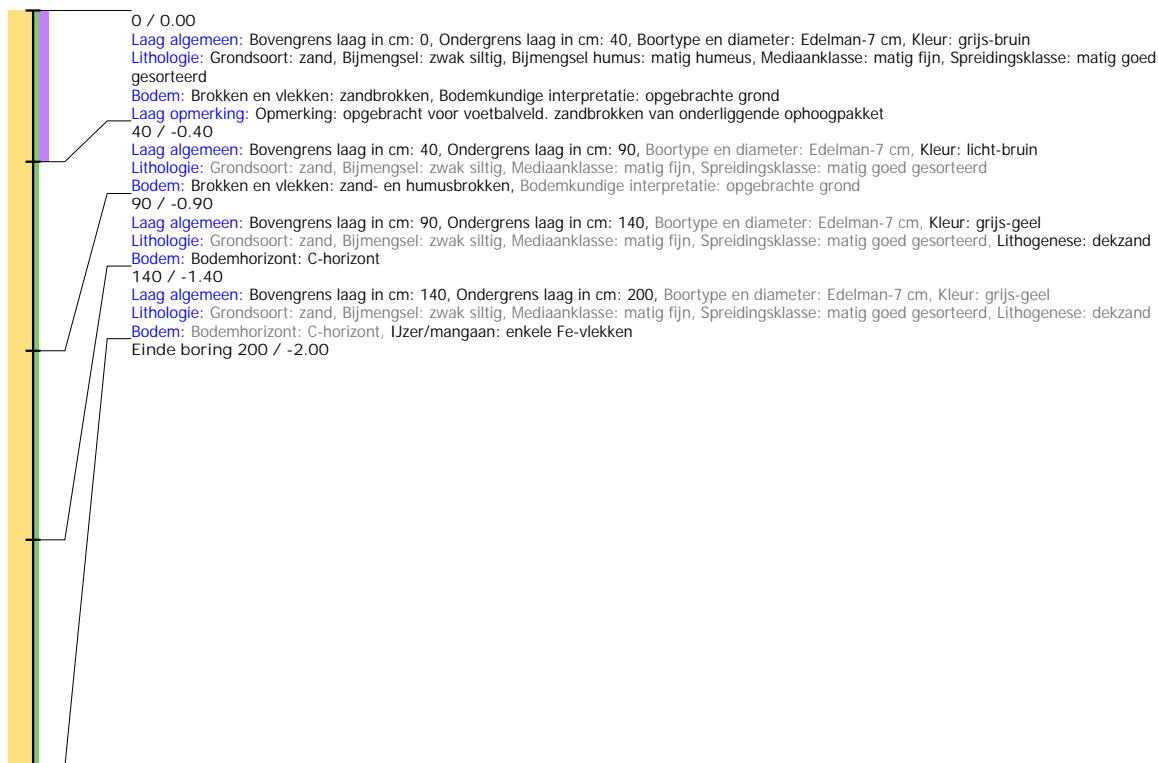 0 / 0.00
Laag algemeen: Bovengrens laag in cm: 0, Ondergrens laag in cm: 40, Boortype en diameter: Edelman-7 cm, Kleur: grijs-bruin
Lithologie: Grondsoort: zand, Bijmengsel: zwak siltig, Bijmengsel humus: matig humeus, Mediaanklasse: matig fijn, Spreidingsklasse: matig goed
gesorteerd
Bodem: Brokken en vlekken: zandbrokken, Bodemkundige interpretatie: opgebrachte grond
Laag opmerking: Opmerking: opgebracht voor voetbalveld. zandbrokken van onderliggende ophoogpakket
40 / -0.40
Laag algemeen: Bovengrens laag in cm: 40, Ondergrens laag in cm: 90, Boortype en diameter: Edelman-7 cm, Kleur: licht-bruin
Lithologie: Grondsoort: zand, Bijmengsel: zwak siltig, Mediaanklasse: matig fijn, Spreidingsklasse: matig goed gesorteerd
Bodem: Brokken en vlekken: zand- en humusbrokken, Bodemkundige interpretatie: opgebrachte grond
90 / -0.90
Laag algemeen: Bovengrens laag in cm: 90, Ondergrens laag in cm: 140, Boortype en diameter: Edelman-7 cm, Kleur: grijs-geel
Lithologie: Grondsoort: zand, Bijmengsel: zwak siltig, Mediaanklasse: matig fijn, Spreidingsklasse: matig goed gesorteerd, Lithogenese: dekzand
Bodem: Bodemhorizont: C-horizont
140 / -1.40
Laag algemeen: Bovengrens laag in cm: 140, Ondergrens laag in cm: 200, Boortype en diameter: Edelman-7 cm, Kleur: grijs-geel
Lithologie: Grondsoort: zand, Bijmengsel: zwak siltig, Mediaanklasse: matig fijn, Spreidingsklasse: matig goed gesorteerd, Lithogenese: dekzand
Bodem: Bodemhorizont: C-horizont, IJzer/mangaan: enkele Fe-vlekken
Einde boring 200 / -2.00